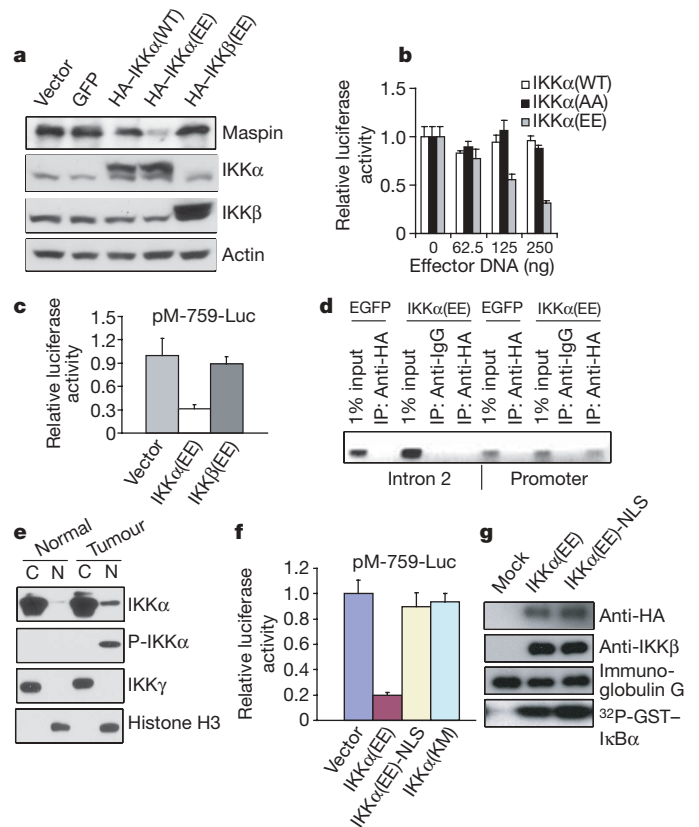 a
Vector
GFP
HA–IKKα(WT)
HA–IKKα(EE)
HA–IKKβ(EE)
Maspin
IKKα
IKKβ
Actin
b
Relative luciferase
activity
1.5
1.0
0.5
0
IKKα(WT)
IKKα(AA)
IKKα(EE)
0 62.5 125 250
Effector DNA (ng)
c
pM-759-Luc
Relative luciferase
activity
1.5
1.2
0.9
0.6
0.3
0
Vector
IKKα(EE)
IKKβ(EE)
d
EGFP IKKα(EE) EGFP IKKα(EE)
1% input
IP: Anti-HA
1% input
IP: Anti-IgG
IP: Anti-HA
1% input
IP: Anti-HA
1% input
IP: Anti-IgG
IP: Anti-HA
Intron 2 Promoter
e
Normal Tumour
C N C N
IKKα
P-IKKα
IKKγ
Histone H3
f
pM-759-Luc
Relative luciferase
activity
1.2
1.0
0.8
0.6
0.4
0.2
0
Vector
IKKα(EE)
IKKα(EE)-NLS
IKKα(KM)
g
Mock
IKKα(EE)
IKKα(EE)-NLS
Anti-HA
Anti-IKKβ
Immuno-
globulin G
32P-GST–
IκBα